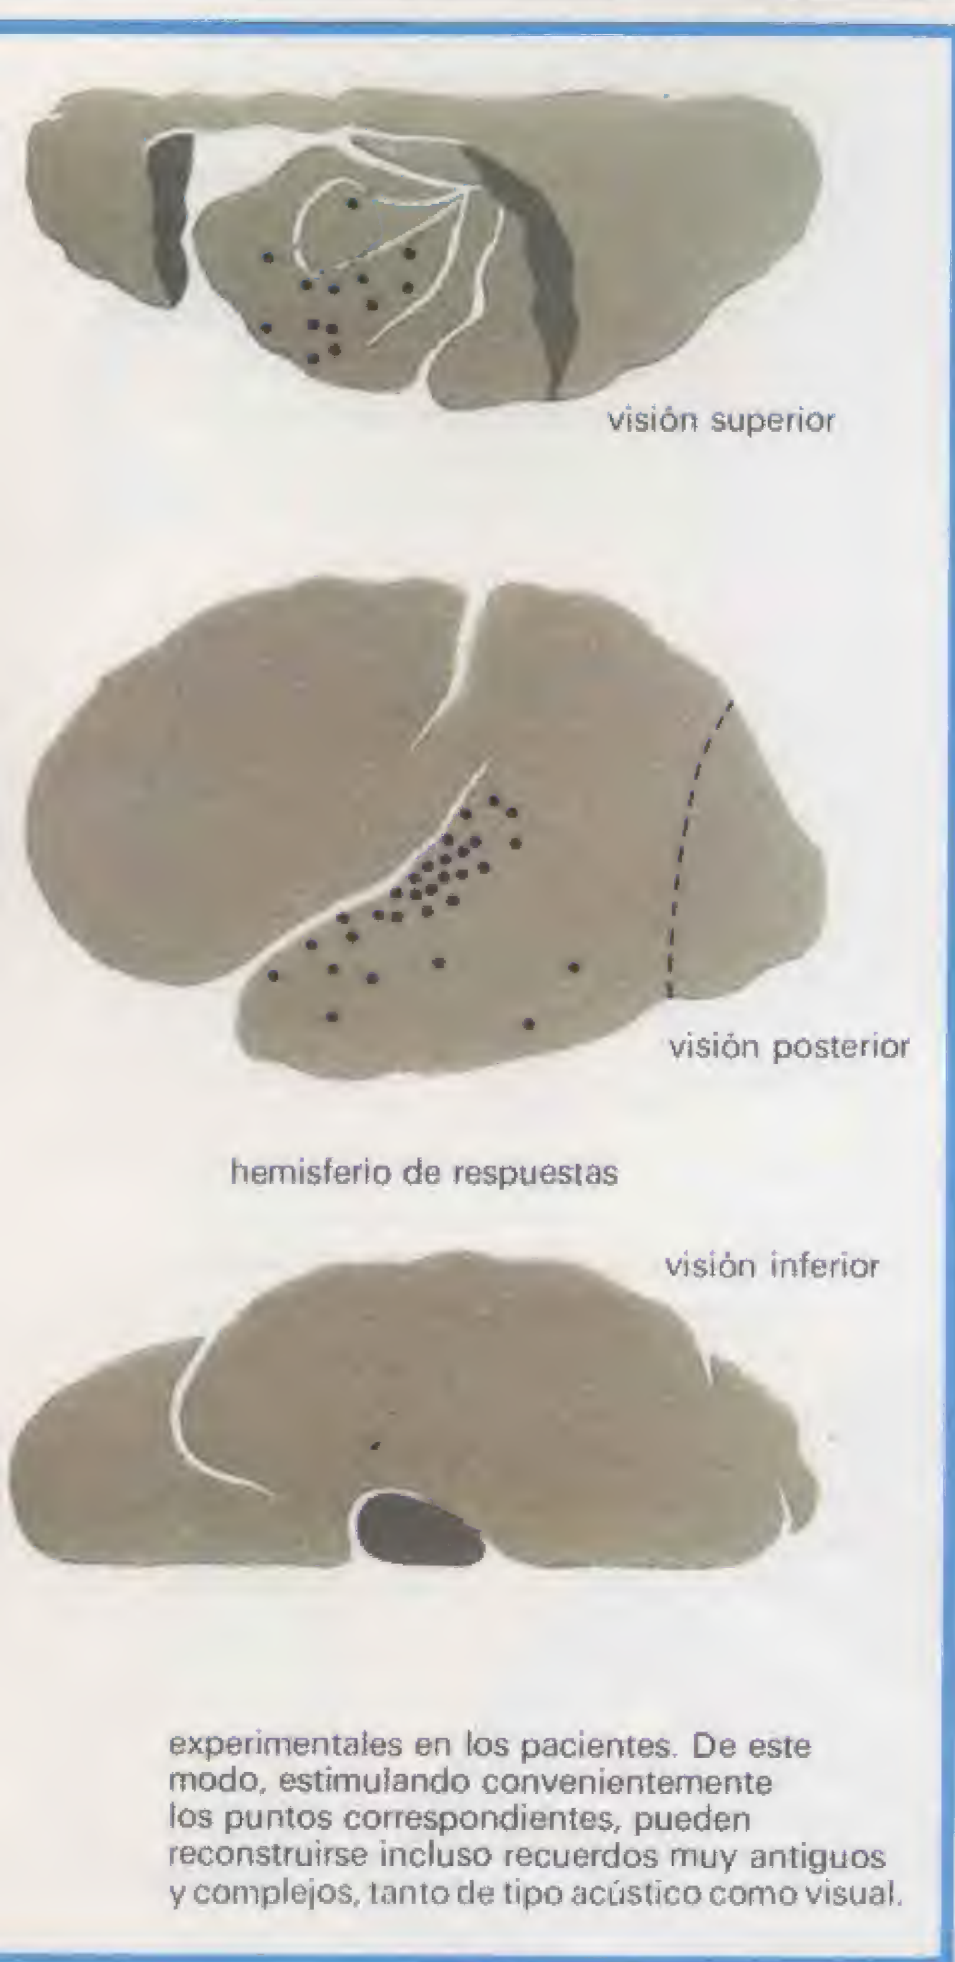 visión superior
visión posterior
hemisferio de respuestas
visión inferior
experimentales en los pacientes. De este
modo, estimulando convenientemente
los puntos correspondientes, pueden
reconstruirse incluso recuerdos muy antiguos
y complejos, tanto de tipo acústico como visual.